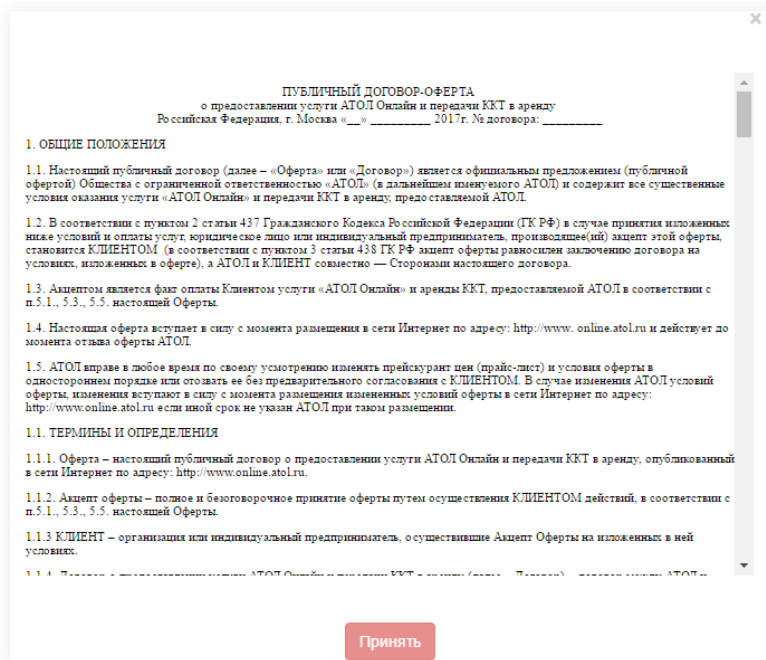 ПУБЛИЧНЫЙ ДОГОВОР-ОФЕРТА
о предоставлении услуги АТОЛ Онлайн и передачи ККТ в аренду
Российская Федерация, г. Москва «__» _________ 2017г. № договора: _________
1. ОБЩИЕ ПОЛОЖЕНИЯ
1.1. Настоящий публичный договор (далее – «Оферта» или «Договор») является официальным предложением (публичной
офертой) Общества с ограниченной ответственностью «АТОЛ» (в дальнейшем именуемого АТОЛ) и содержит все существенные
условия оказания услуги «АТОЛ Онлайн» и передачи ККТ в аренду, предоставляемой АТОЛ.
1.2. В соответствии с пунктом 2 статьи 437 Гражданского Кодекса Российской Федерации (ГК РФ) в случае принятия изложенных
ниже условий и оплаты услуг, юридическое лицо или индивидуальный предприниматель, производящее(ий) акцепт этой оферты,
становится КЛИЕНТОМ (в соответствии с пунктом 3 статьи 438 ГК РФ акцепт оферты равносилен заключению договора на
условиях, изложенных в оферте), а АТОЛ и КЛИЕНТ совместно — Сторонами настоящего договора.
1.3. Акцептом является факт оплаты Клиентом услуги «АТОЛ Онлайн» и аренды ККТ, предоставляемой АТОЛ в соответствии с
п.5.1., 5.3., 5.5. настоящей Оферты.
1.4. Настоящая оферта вступает в силу с момента размещения в сети Интернет по адресу: http://www. online.atol.ru и действует до
момента отзыва оферты АТОЛ.
1.5. АТОЛ вправе в любое время по своему усмотрению изменять прейскурант цен (прайс-лист) и условия оферты в
одностороннем порядке или отозвать ее без предварительного согласования с КЛИЕНТОМ. В случае изменения АТОЛ условий
оферты, изменения вступают в силу с момента размещения измененных условий оферты в сети Интернет по адресу:
http://www.online.atol.ru если иной срок не указан АТОЛ при таком размещении.
1.1. ТЕРМИНЫ И ОПРЕДЕЛЕНИЯ
1.1.1. Оферта – настоящий публичный договор о предоставлении услуги АТОЛ Онлайн и передачи ККТ в аренду, опубликованный
в сети Интернет по адресу: http://www.online.atol.ru.
1.1.2. Акцепт оферты – полное и безоговорочное принятие оферты путем осуществления КЛИЕНТОМ действий, в соответствии с
п.5.1., 5.3., 5.5. настоящей Оферты.
1.1.3 КЛИЕНТ – организация или индивидуальный предприниматель, осуществившие Акцепт Оферты на изложенных в ней
условиях.
Принять